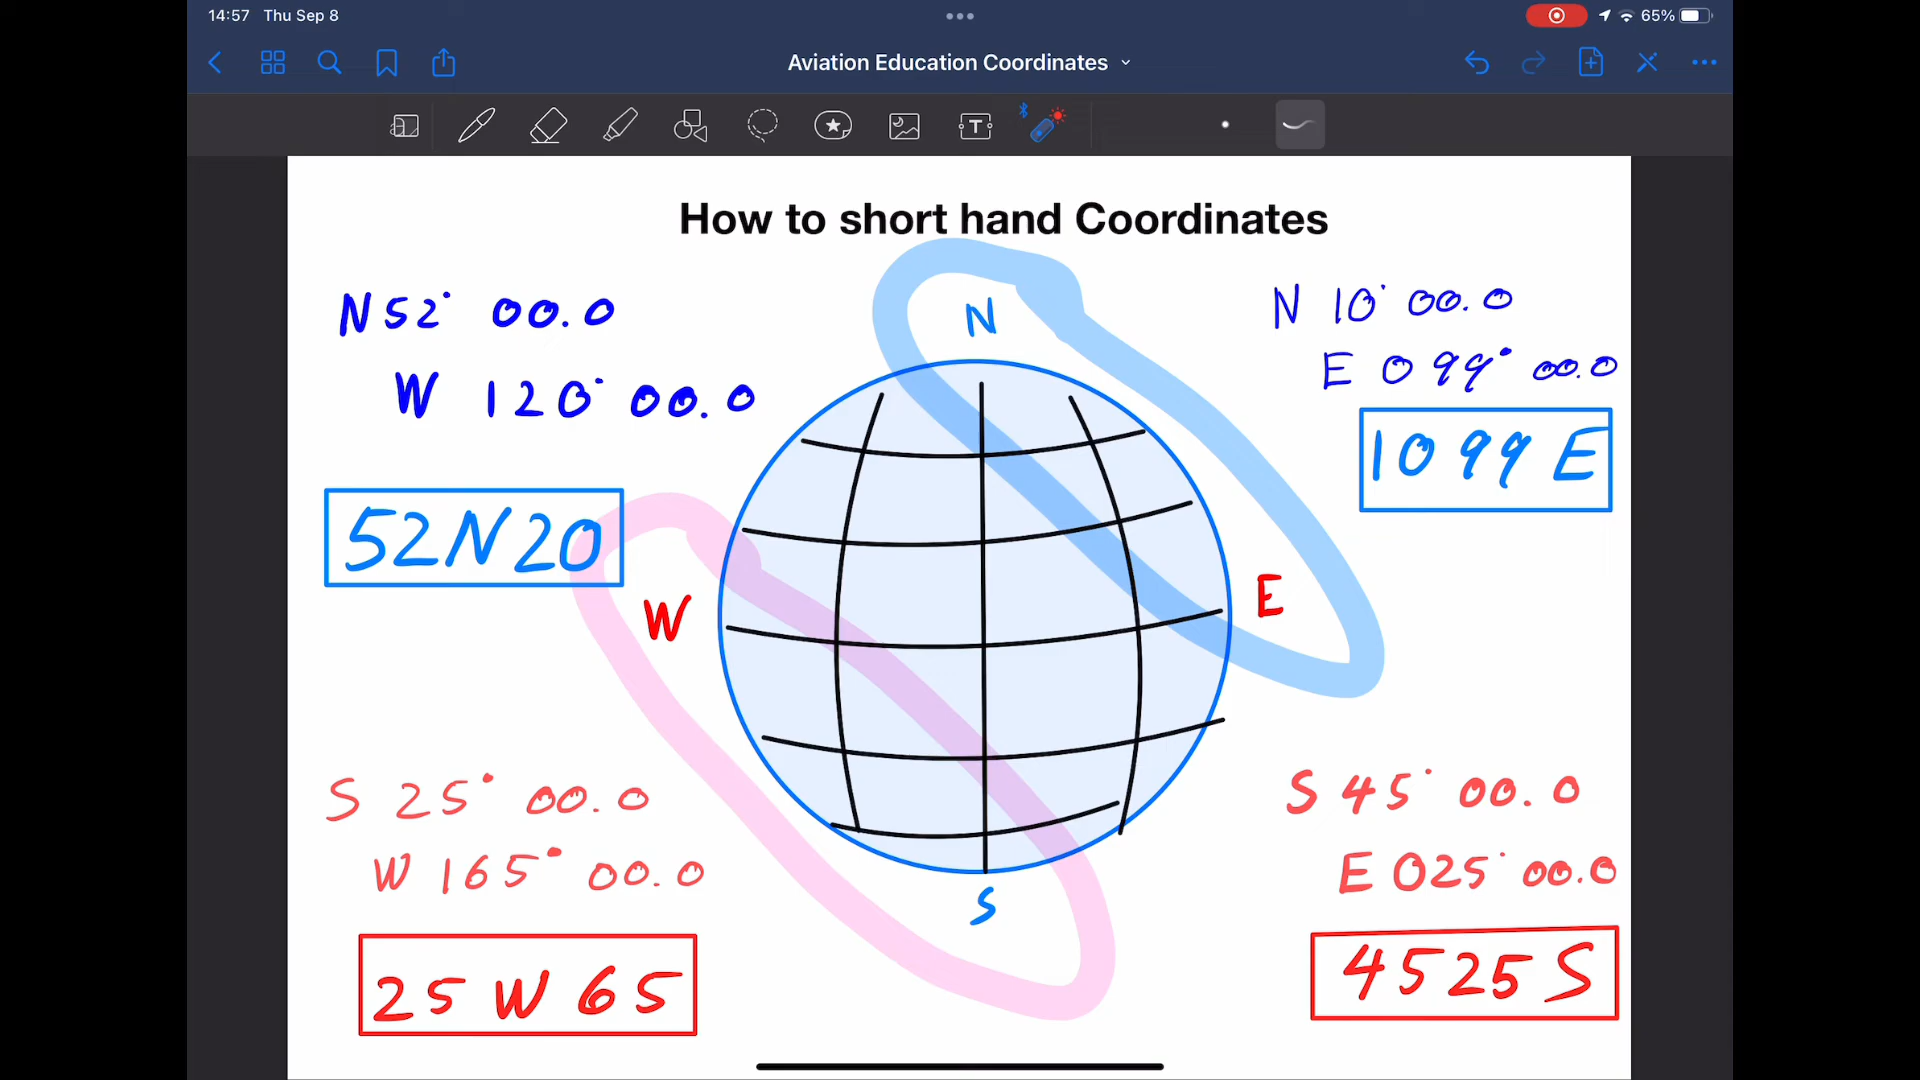 14:57 Thu Sep 8
65%
Aviation Education Coordinates
T
How to short hand Coordinates
N 52° 00.0
W 120° 00.0
52N20
N 10° 00.0
E 099° 00.0
1099E
N
W
E
S
S 25° 00.0
W 165° 00.0
25W65
S 45° 00.0
E 025° 00.0
4525S